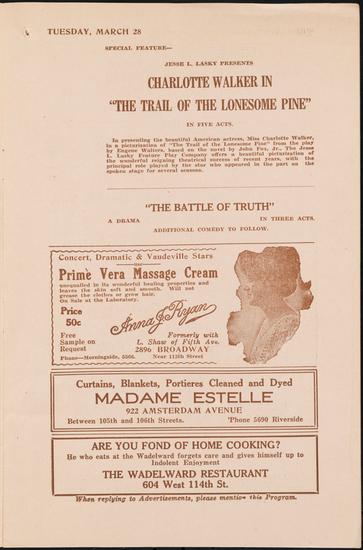 TUESDAY, MARCH 28
SPECIAL FEATURE—
JESSE L. LASKY PRESENTS
CHARLOTTE WALKER IN
"THE TRAIL OF THE LONESOME PINE"
IN FIVE ACTS.
In presenting the beautiful American actress, Miss Charlotte Walker,
in a picturization of "The Trail of the Lonesome Pine" from the play
by Eugene Walters, based on the novel by John Fox, Jr., The Jesse
L. Lasky Feature Play Company offers a beautiful picturization of
the wonderful reigning theatrical success of recent years, with the
principal role played by the star who appeared in the part on the
spoken stage for several seasons.
"THE BATTLE OF TRUTH"
A DRAMA IN THREE ACTS.
ADDITIONAL COMEDY TO FOLLOW.
Concert, Dramatic & Vaudeville Stars
use
Prime Vera Massage Cream
unequalled in its wonderful healing properties and
leaves the skin soft and smooth. Will not
grease the clothes or grow hair.
On Sale at the Laboratory.
Price
50c
Anna J. Ryan
Free
Sample on
Request
Formerly with
L. Shaw of Fifth Ave.
2896 BROADWAY
Phone—Morningside, 5566. Near 113th Street
Curtains, Blankets, Portieres Cleaned and Dyed
MADAME ESTELLE
922 AMSTERDAM AVENUE
Between 105th and 106th Streets. 'Phone 5690 Riverside
ARE YOU FOND OF HOME COOKING?
He who eats at the Wadelward forgets care and gives himself up to
Indolent Enjoyment
THE WADELWARD RESTAURANT
604 West 114th St.
When replying to Advertisements, please mention this Program.